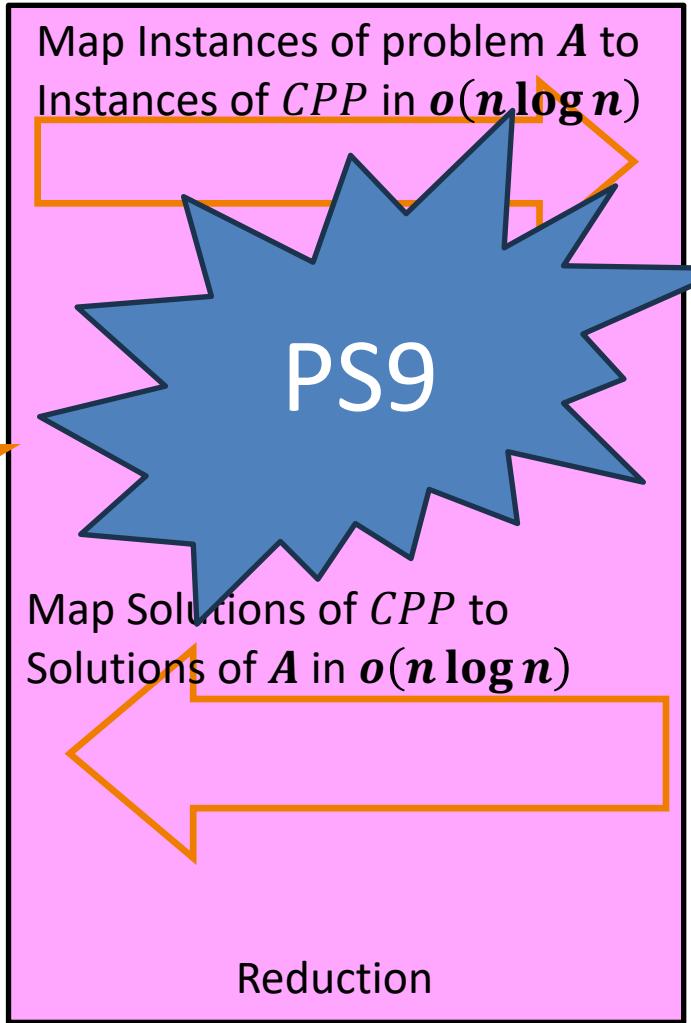 Map Instances of problem A to
Instances of CPP in o(n log n)
PS9
Map Solutions of CPP to
Solutions of A in o(n log n)
Reduction